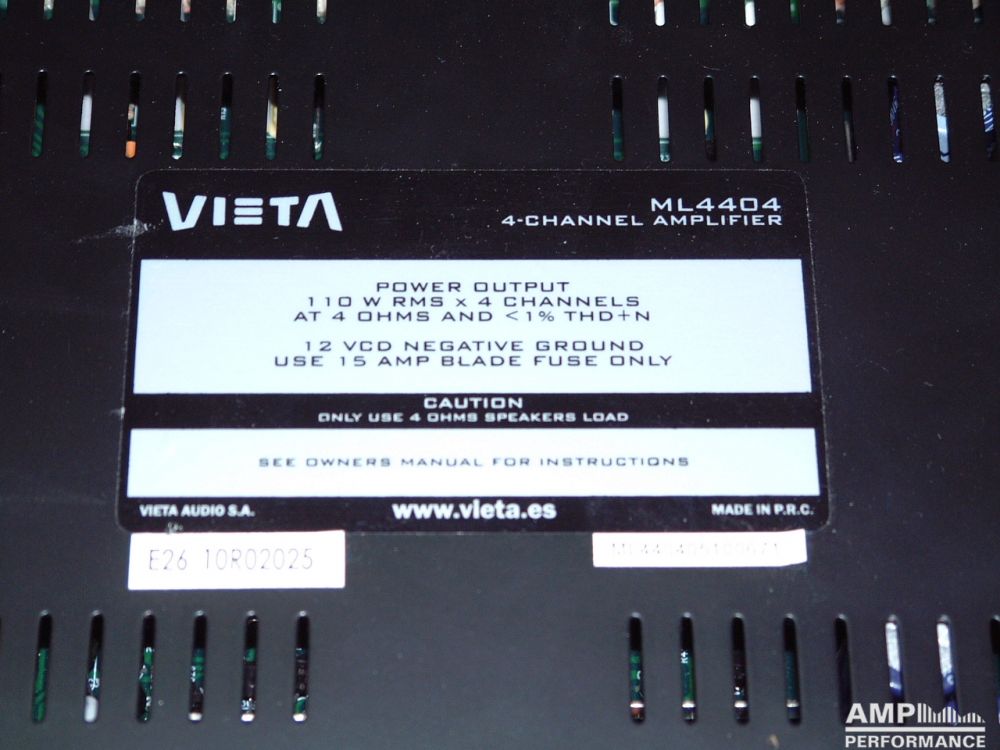 VIETA
ML4404
4-CHANNEL AMPLIFIER
POWER OUTPUT
110 W RMS x 4 CHANNELS
AT 4 OHMS AND <1% THD+N
12 VCD NEGATIVE GROUND
USE 15 AMP BLADE FUSE ONLY
CAUTION
ONLY USE 4 OHMS SPEAKERS LOAD
SEE OWNERS MANUAL FOR INSTRUCTIONS
VIETA AUDIO S.A. www.vieta.es MADE IN P.R.C.
E26 10R02025
AMP
PERFORMANCE